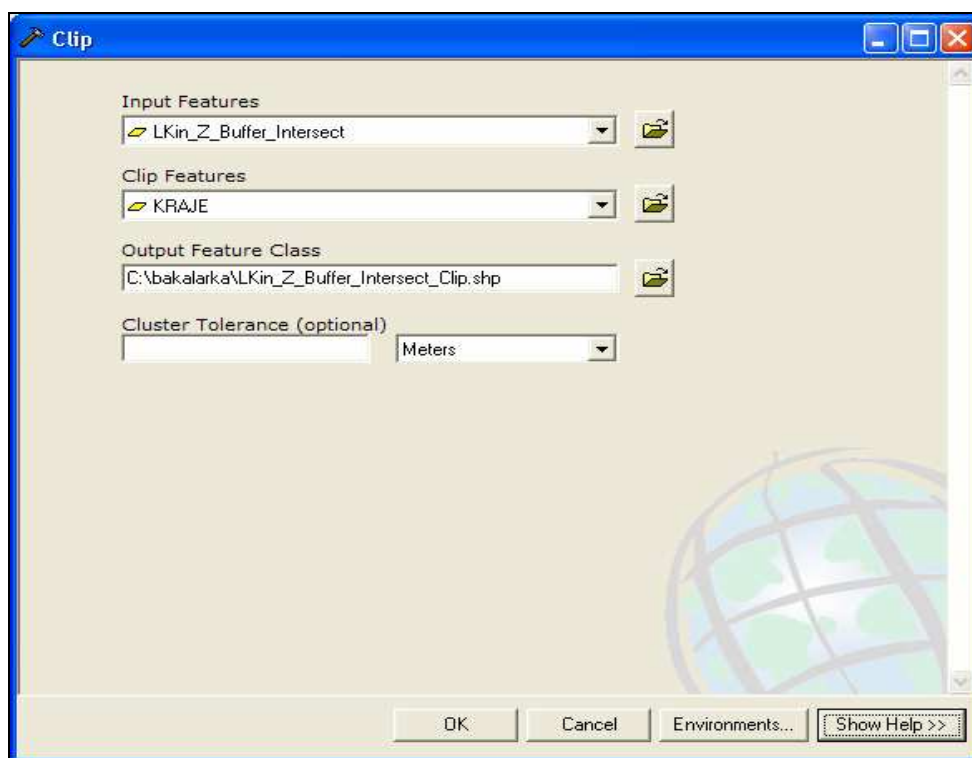 Clip
Input Features
LKin_Z_Buffer_Intersect
Clip Features
KRAJE
Output Feature Class
C:\bakalarka\LKin_Z_Buffer_Intersect_Clip.shp
Cluster Tolerance (optional)
Meters
OK Cancel Environments... Show Help >>